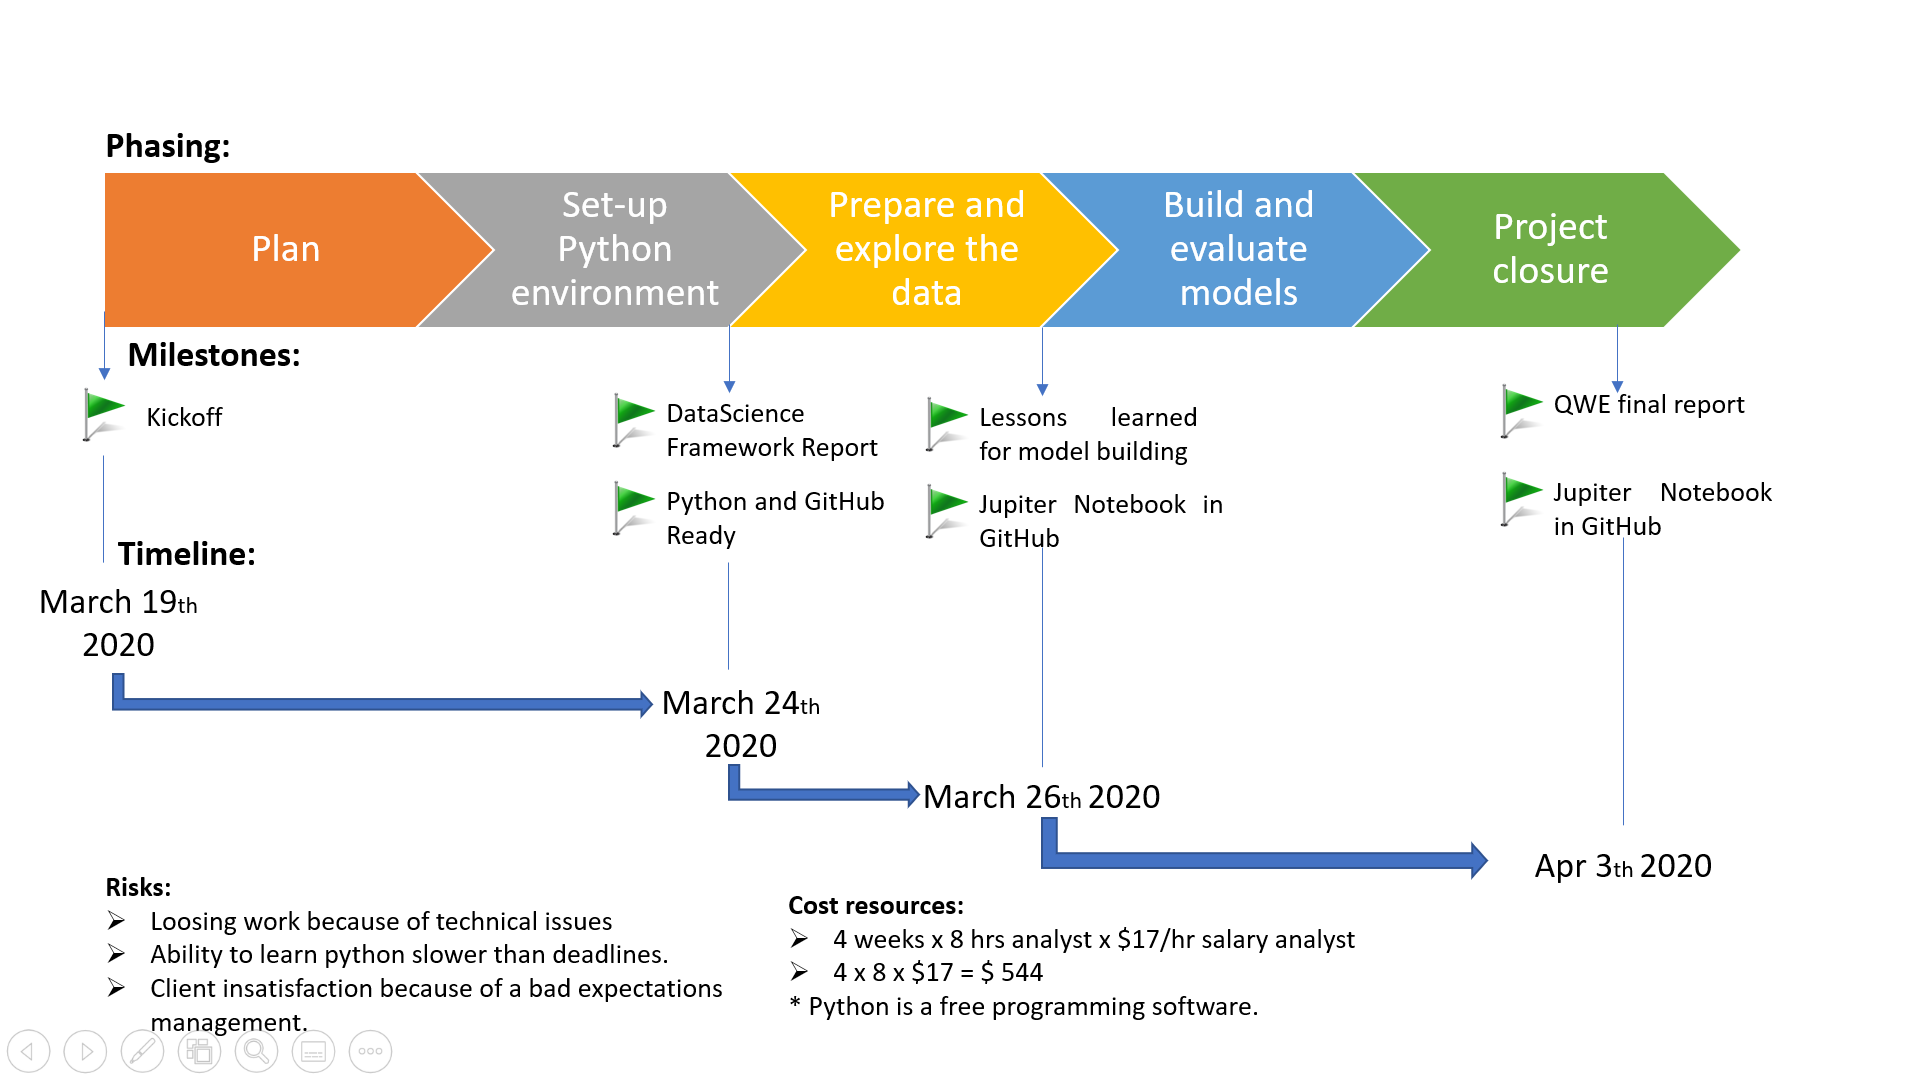 Phasing:
Plan
Set-up
Python
environment
Prepare and
explore the
data
Build and
evaluate
models
Project
closure
Milestones:
Kickoff
DataScience
Framework Report
Python and GitHub
Ready
Lessons learned
for model building
Jupiter Notebook in
GitHub
QWE final report
Jupiter Notebook
in GitHub
Timeline:
March 19th
2020
March 24th
2020
March 26th 2020
Apr 3th 2020
Risks:
Loosing work because of technical issues
Ability to learn python slower than deadlines.
Client insatisfaction because of a bad expectations
management.
Cost resources:
4 weeks x 8 hrs analyst x $17/hr salary analyst
4 x 8 x $17 = $ 544
* Python is a free programming software.